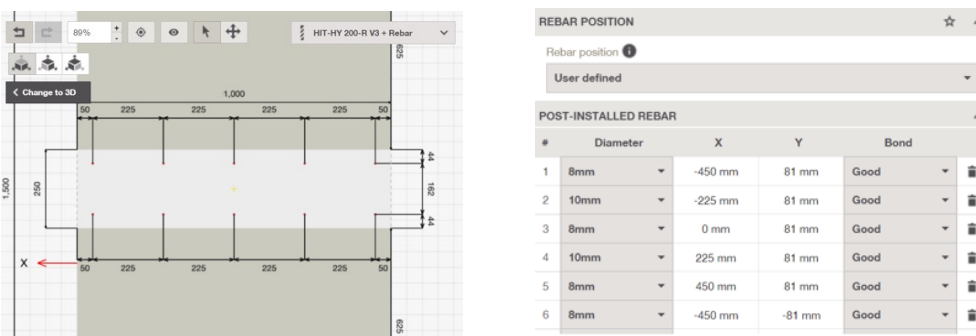 89%
+
-
HIT-HY 200-R V3 + Rebar
Change to 3D
625
1,000
50 225 225 225 225 50
44
1,500
250
162
44
X
50 225 225 225 225 50
625
REBAR POSITION
Rebar position
User defined
POST-INSTALLED REBAR
# Diameter X Y Bond
1 8mm -450 mm 81 mm Good
2 10mm -225 mm 81 mm Good
3 8mm 0 mm 81 mm Good
4 10mm 225 mm 81 mm Good
5 8mm 450 mm 81 mm Good
6 8mm -450 mm -81 mm Good